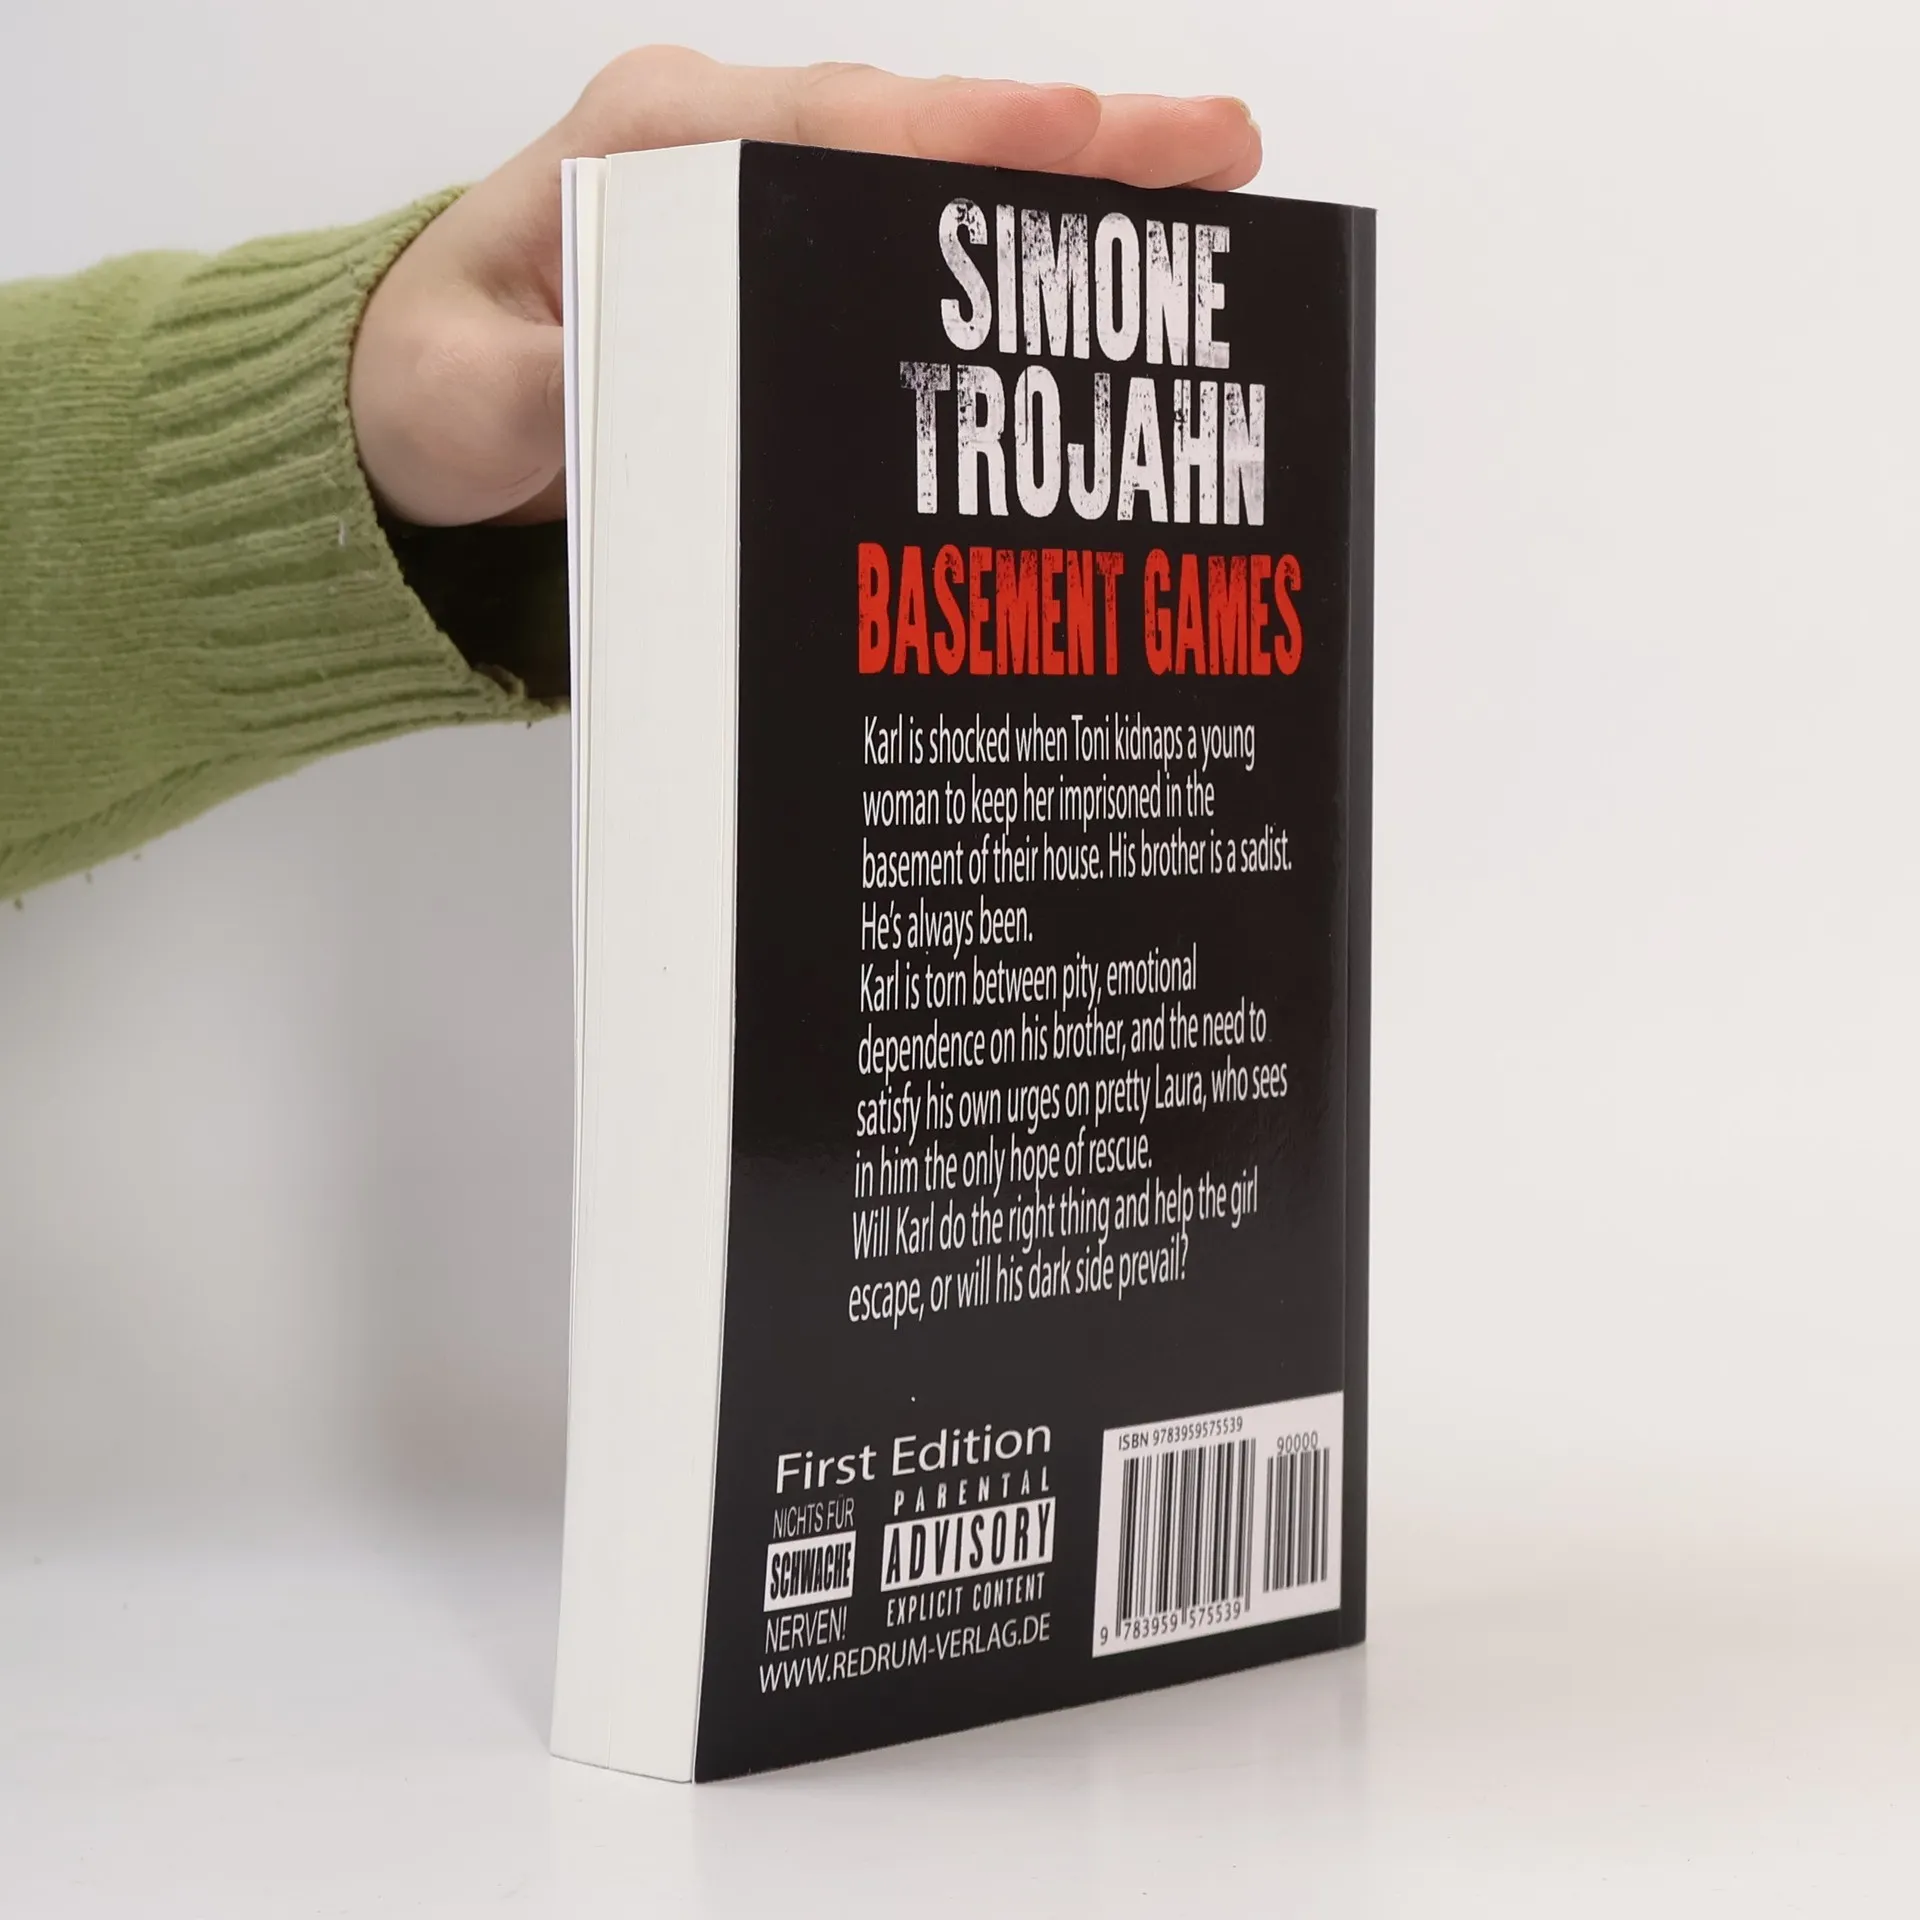 SIMONE
TROJAHN
BASEMENT GAMES
Karl is shocked when Toni kidnaps a young
woman to keep her imprisoned in the
basement of their house. His brother is a sadist.
He's always been.
Karl is torn between pity, emotional
dependence on his brother, and the need to
satisfy his own urges on pretty Laura, who sees
in him the only hope of rescue.
Will Karl do the right thing and help the girl
escape, or will his dark side prevail?
First Edition
NICHTS FÜR
SCHWACHE
NERVEN!
PARENTAL
ADVISORY
EXPLICIT CONTENT
WWW.REDRUM-VERLAG.DE
ISBN 9783959575539
90000
9 783959 575539